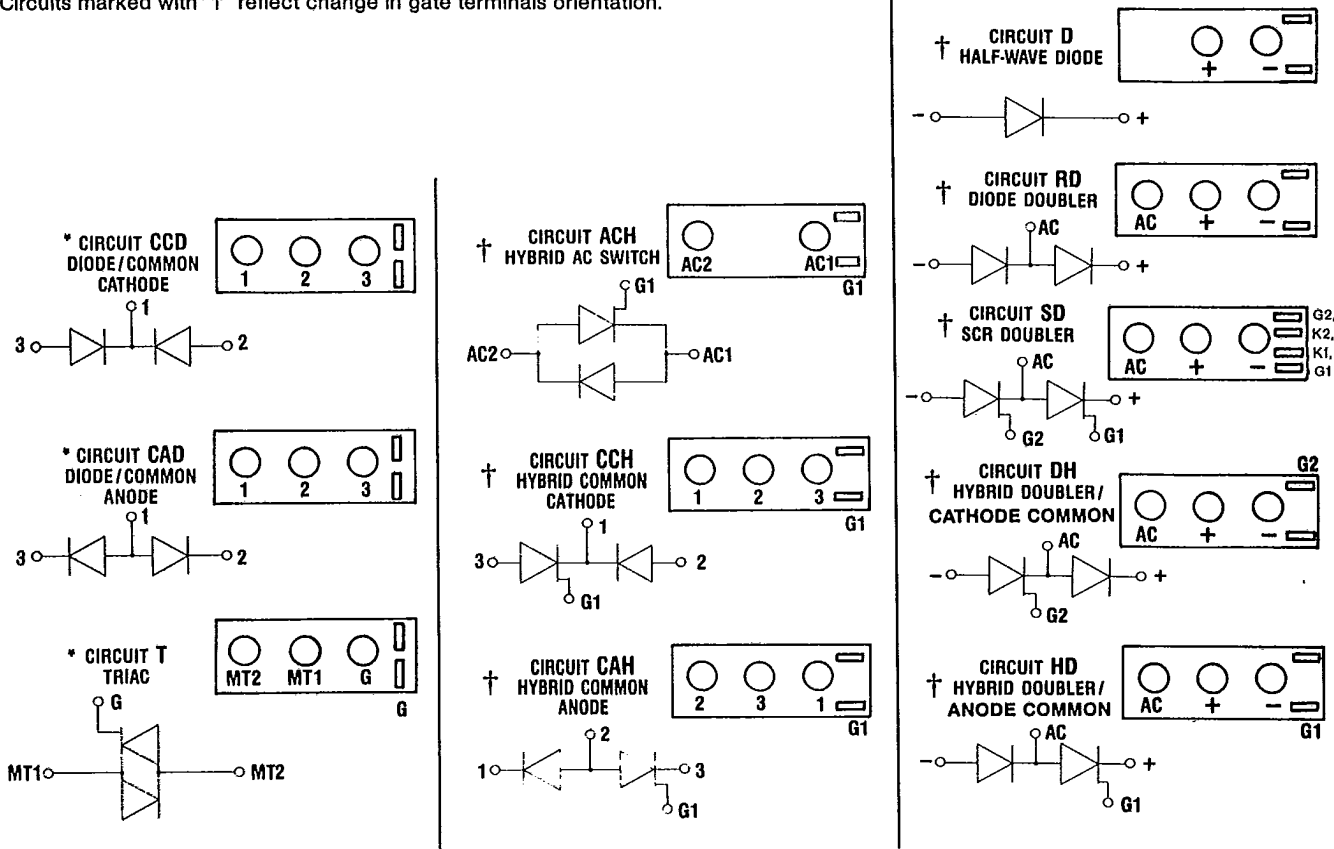 Circuits marked with "†" reflect change in gate terminals orientation.
* CIRCUIT CCD
DIODE/COMMON
CATHODE
1 2 3
1
3 2
* CIRCUIT CAD
DIODE/COMMON
ANODE
1 2 3
1
3 2
* CIRCUIT T
TRIAC
MT2 MT1 G
G
G
MT1 MT2
† CIRCUIT ACH
HYBRID AC SWITCH
AC2 AC1
G1
G1
AC2 AC1
† CIRCUIT CCH
HYBRID COMMON
CATHODE
1 2 3
G1
1
3 2
G1
† CIRCUIT CAH
HYBRID COMMON
ANODE
2 3 1
G1
2
1 3
G1
† CIRCUIT D
HALF-WAVE DIODE
+ −
− +
† CIRCUIT RD
DIODE DOUBLER
AC + −
AC
− +
† CIRCUIT SD
SCR DOUBLER
AC + −
G2,
K2,
K1,
G1
AC
− +
G2 G1
† CIRCUIT DH
HYBRID DOUBLER/
CATHODE COMMON
G2
AC + −
AC
− +
G2
† CIRCUIT HD
HYBRID DOUBLER/
ANODE COMMON
AC + −
G1
AC
− +
G1